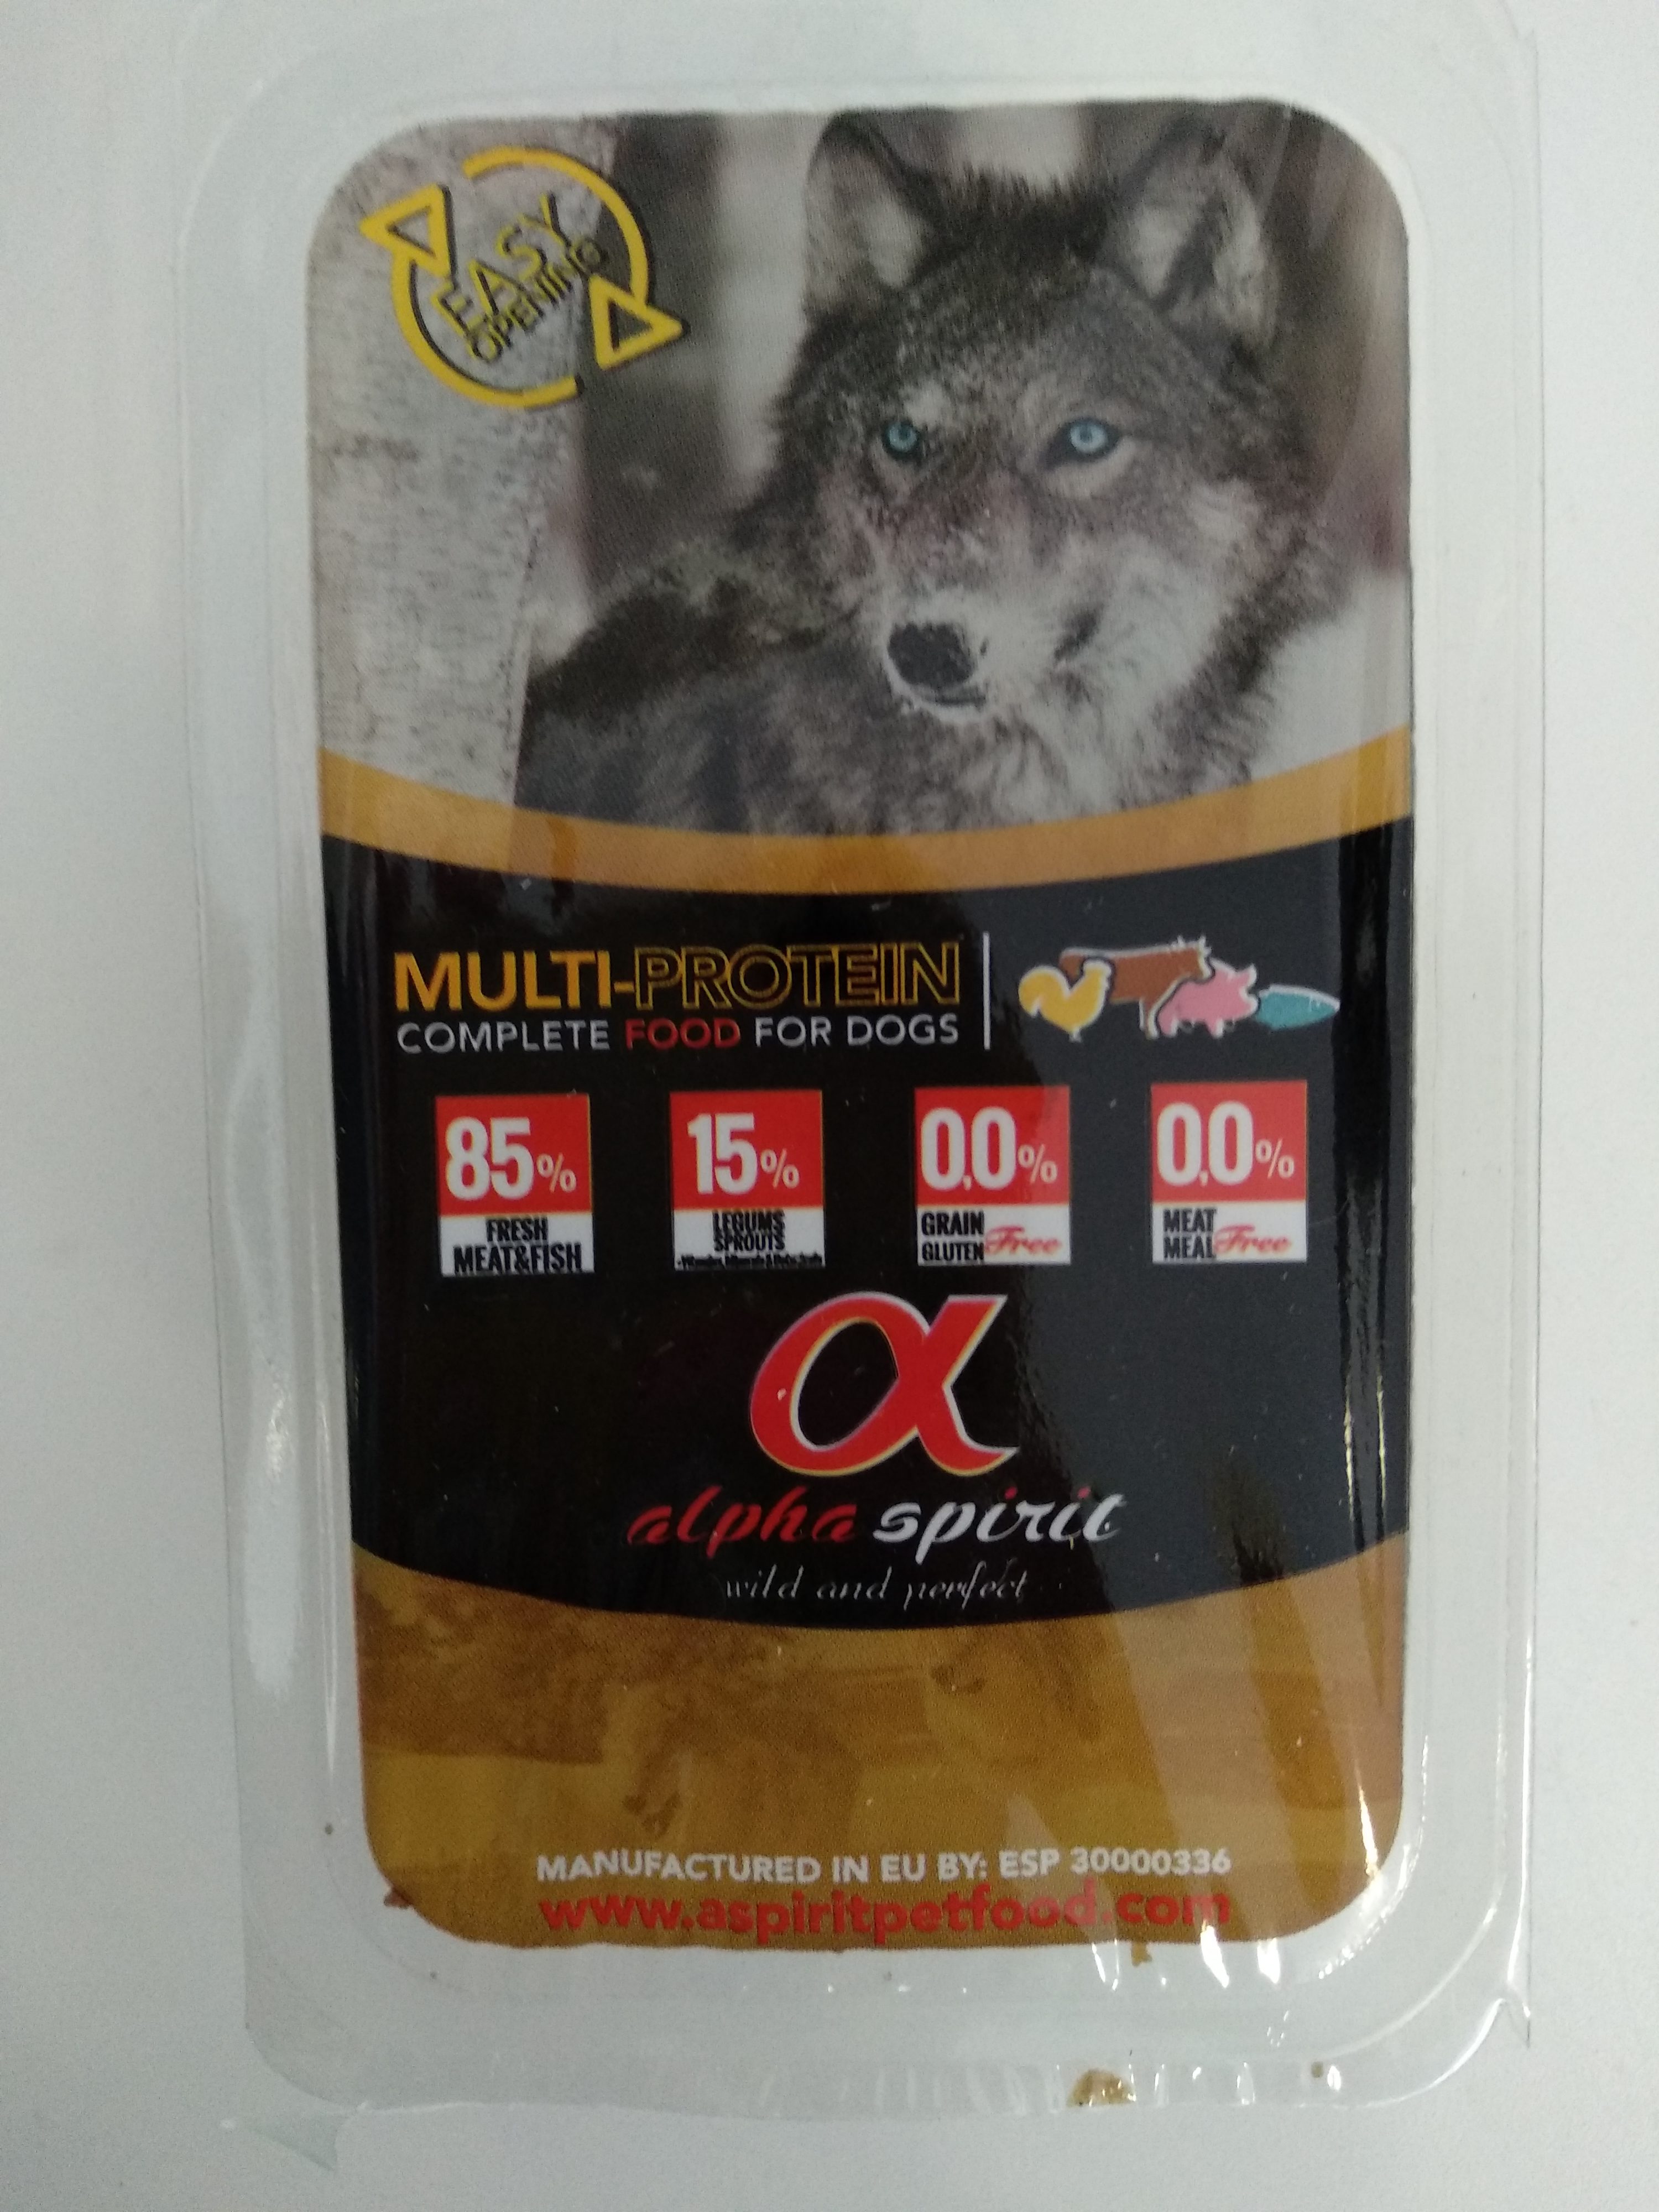 EASY
OPENING
MULTI-PROTEIN
COMPLETE FOOD FOR DOGS
85%
FRESH
MEAT&FISH
15%
LEGUMS
SPROUTS
0,0%
GRAIN
GLUTEN Free
0,0%
MEAT
MEAL Free
α
alpha spirit
wild and perfect
MANUFACTURED IN EU BY: ESP 30000336
www.aspiritpetfood.com